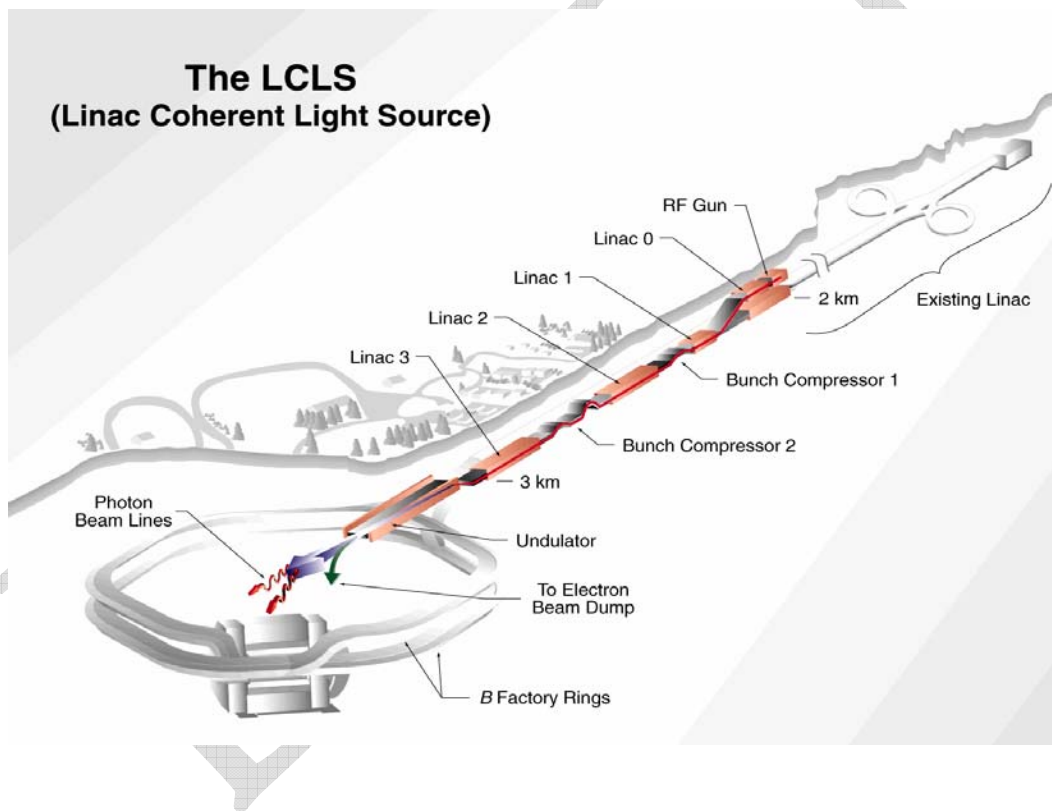 The LCLS
(Linac Coherent Light Source)
RF Gun
Linac 0
Linac 1
Linac 2
Linac 3
2 km
Existing Linac
Bunch Compressor 1
Bunch Compressor 2
3 km
Photon
Beam Lines
Undulator
To Electron
Beam Dump
B Factory Rings